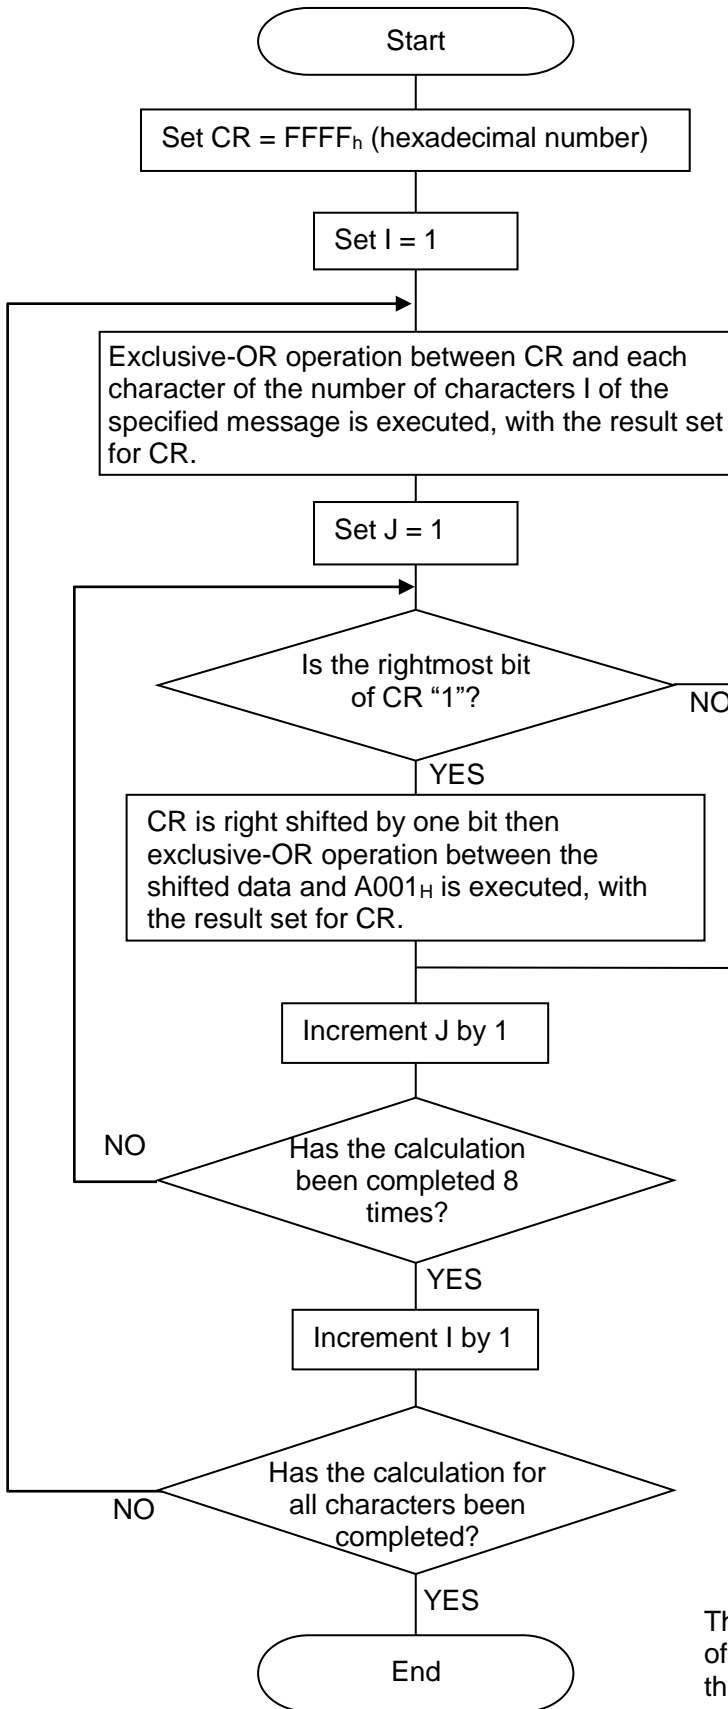 Start
Set CR = FFFFh (hexadecimal number)
Set I = 1
Exclusive-OR operation between CR and each
character of the number of characters I of the
specified message is executed, with the result set
for CR.
Set J = 1
Is the rightmost bit
of CR “1”?
NO
YES
CR is right shifted by one bit then
exclusive-OR operation between the
shifted data and A001H is executed, with
the result set for CR.
Increment J by 1
NO
Has the calculation
been completed 8
times?
YES
Increment I by 1
Has the calculation for
all characters been
completed?
NO
YES
End
of